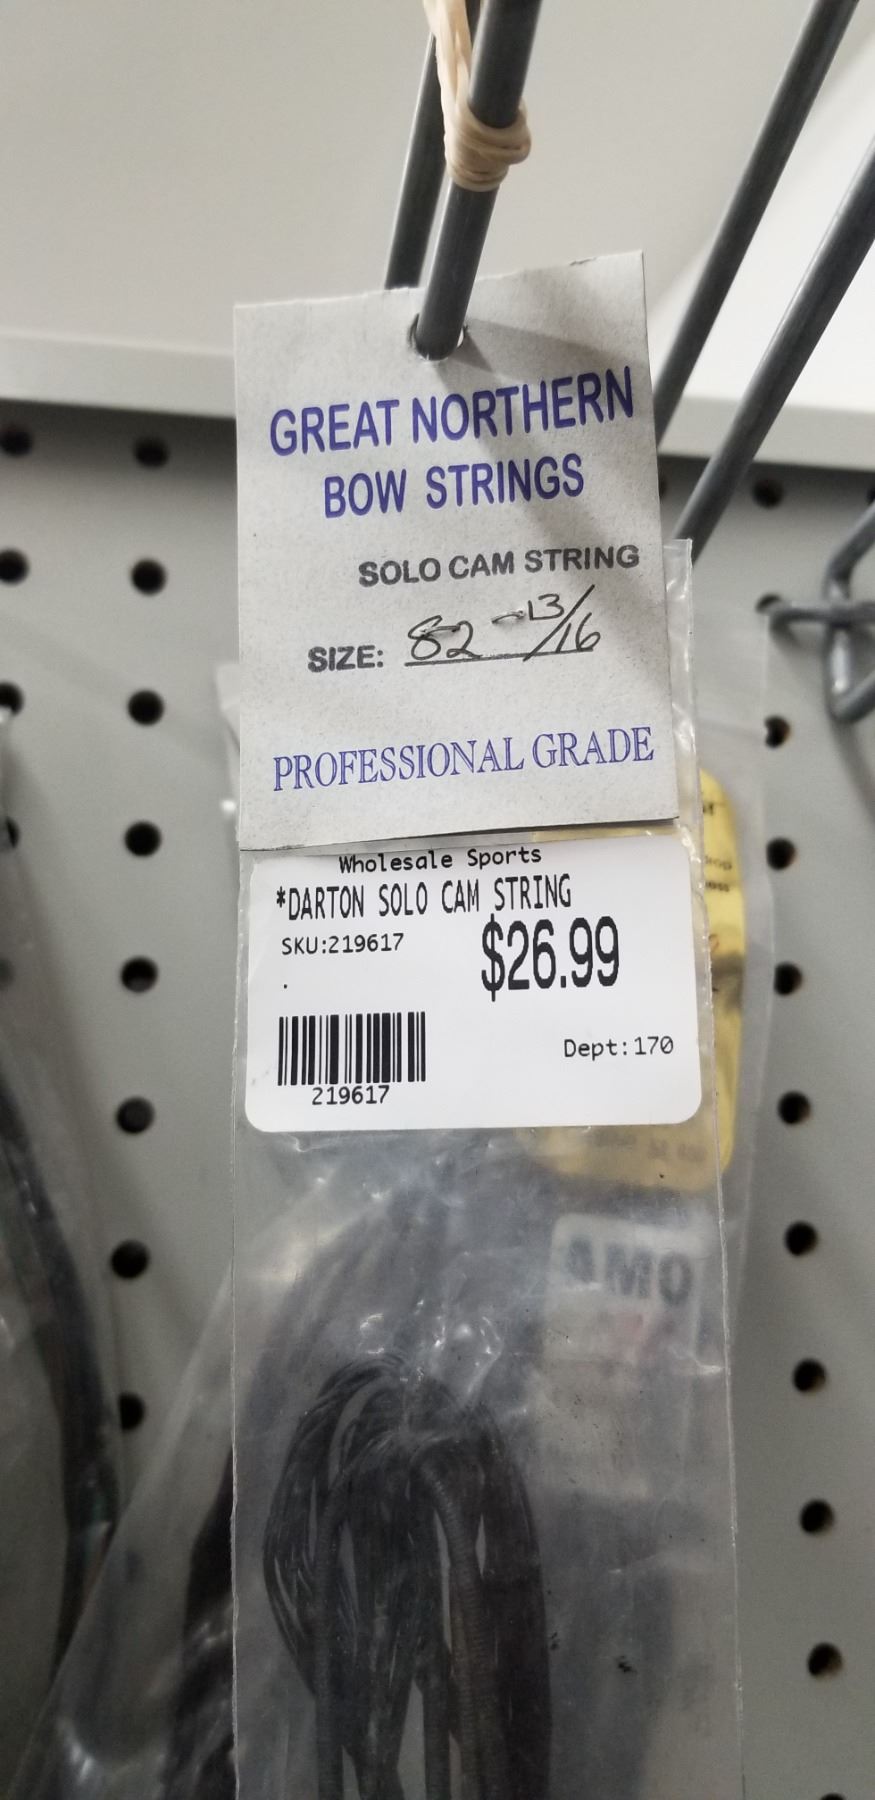 GREAT NORTHERN
BOW STRINGS
SOLO CAM STRING
SIZE: 82-13/16
PROFESSIONAL GRADE
Wholesale Sports
*DARTON SOLO CAM STRING
SKU:219617
$26.99
.
Dept:170
219617